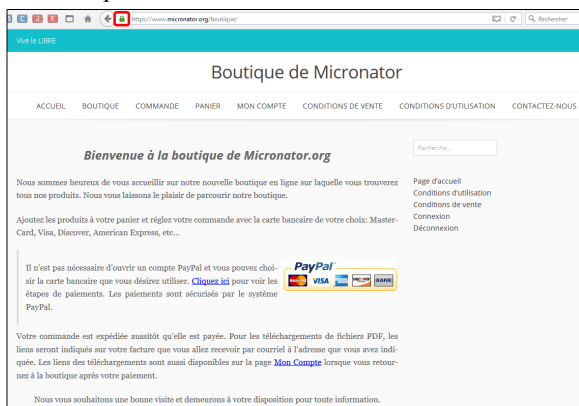 https://www.micronator.org/boutique/
Rechercher
Vive le LIBRE
Boutique de Micronator
ACCUEIL BOUTIQUE COMMANDE PANIER MON COMPTE CONDITIONS DE VENTE CONDITIONS D'UTILISATION CONTACTEZ-NOUS
Bienvenue à la boutique de Micronator.org
Recherche...
Nous sommes heureux de vous accueillir sur notre nouvelle boutique en ligne sur laquelle vous trouverez
tous nos produits. Nous vous laissons le plaisir de parcourir notre boutique.
Page d'accueil
Conditions d'utilisation
Conditions de vente
Connexion
Déconnexion
Ajoutez les produits à votre panier et réglez votre commande avec la carte bancaire de votre choix: Master-
Card, Visa, Discover, American Express, etc...
Il n'est pas nécessaire d'ouvrir un compte PayPal et vous pouvez choi-
sir la carte bancaire que vous désirez utiliser. Cliquez ici pour voir les
étapes de paiements. Les paiements sont sécurisés par le système
PayPal.
PayPal
VISA BANK
Votre commande est expédiée aussitôt qu'elle est payée. Pour les téléchargements de fichiers PDF, les
liens seront indiqués sur votre facture que vous allez recevoir par courriel à l'adresse que vous avez indi-
quée. Les liens des téléchargements sont aussi disponibles sur la page Mon Compte lorsque vous retour-
nez à la boutique après votre paiement.
Nous vous souhaitons une bonne visite et demeurons à votre disposition pour toute information.